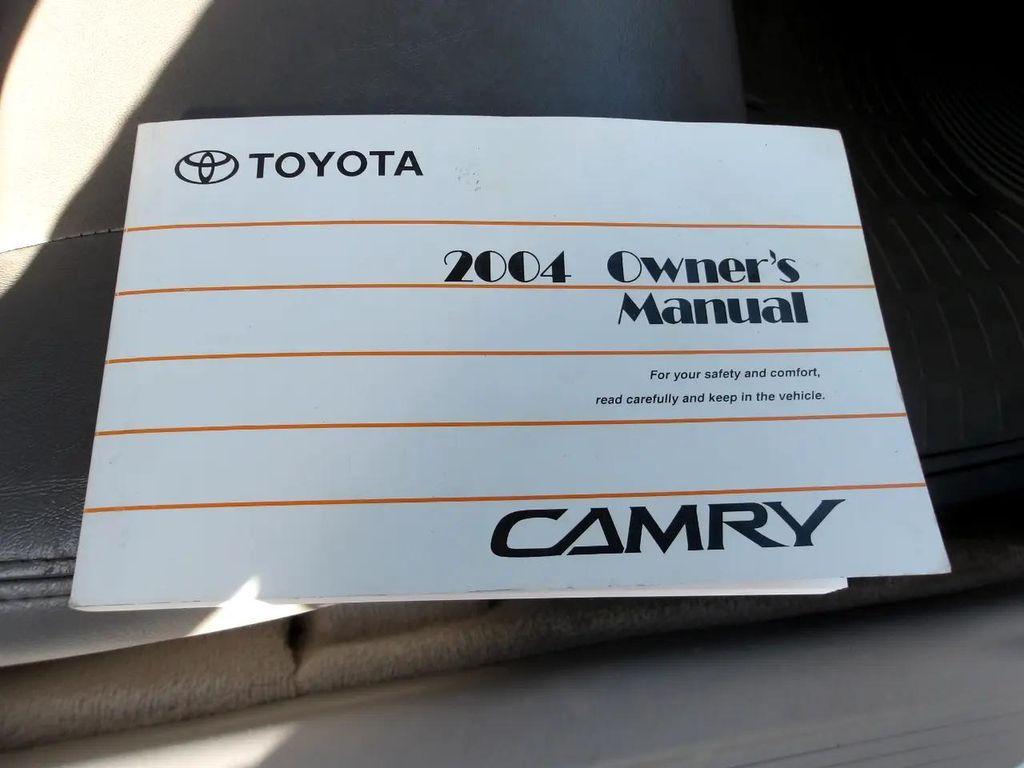 TOYOTA
2004 Owner's
Manual
For your safety and comfort,
read carefully and keep in the vehicle.
CAMRY